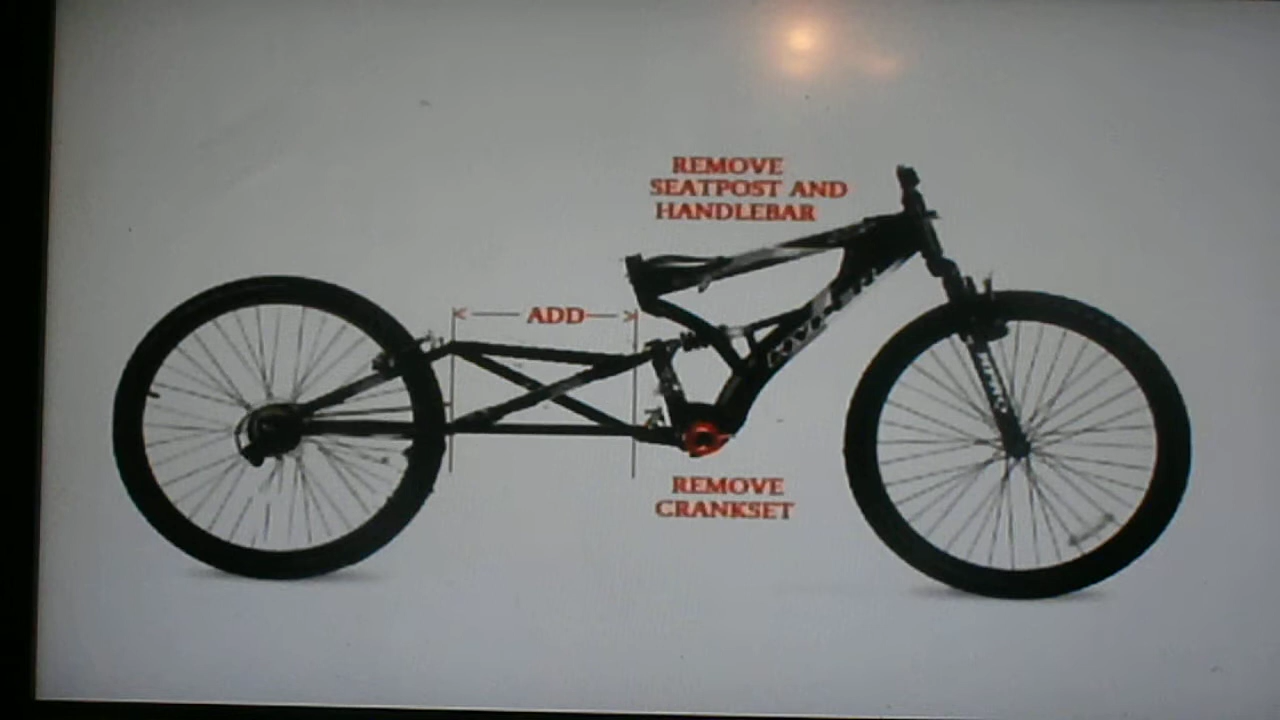 REMOVE
SEATPOST AND
HANDLEBAR
ADD
REMOVE
CRANKSET